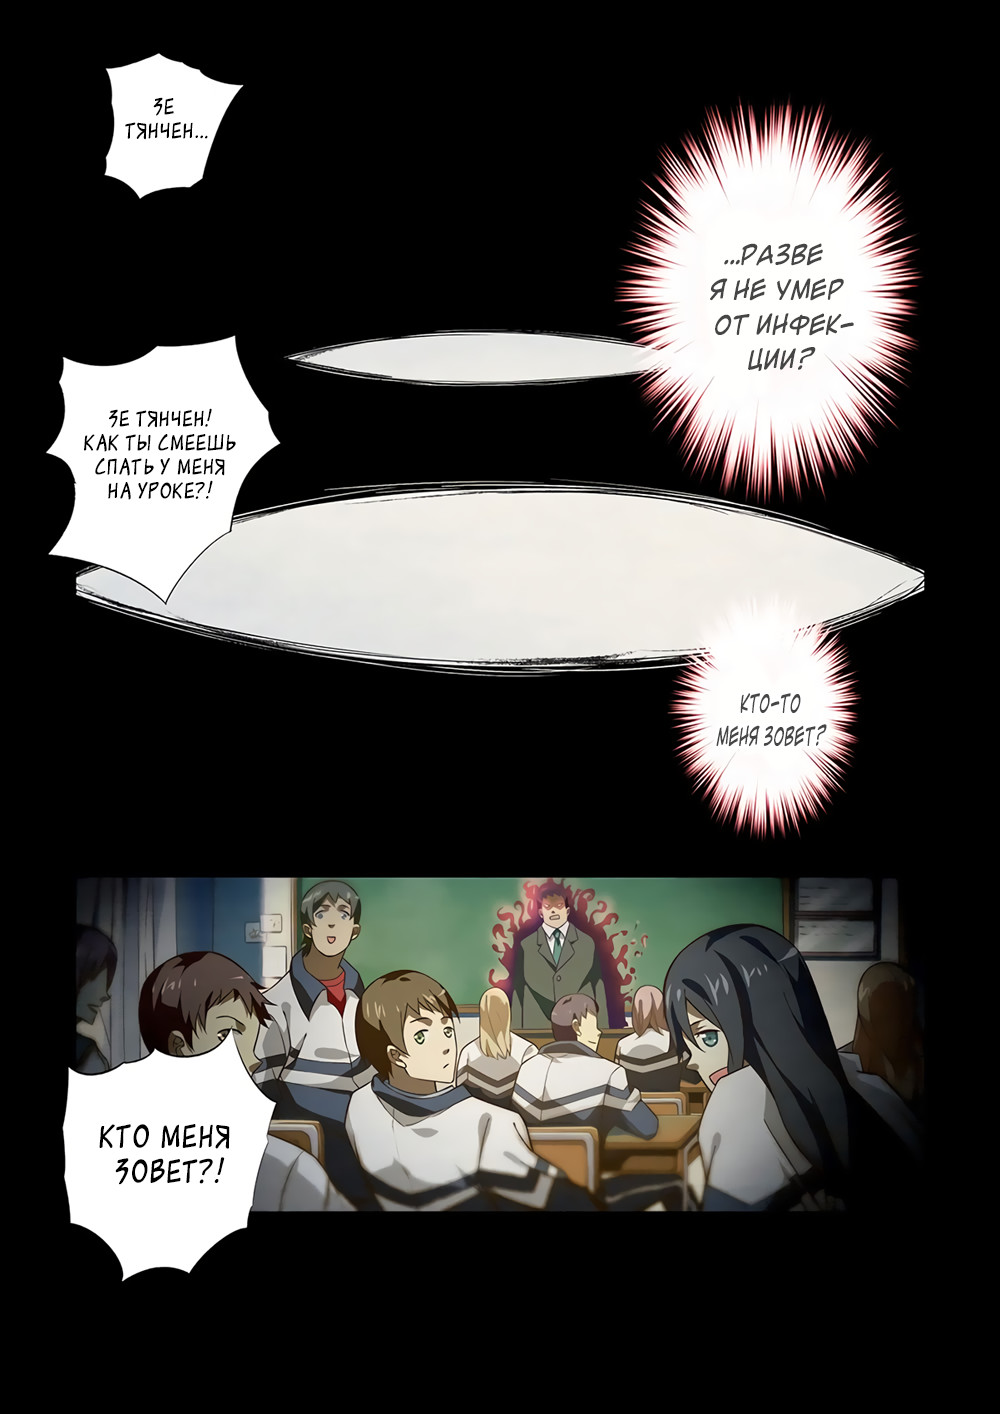 ЗЕ
ТЯНЧЕН...
...РАЗВЕ
Я НЕ УМЕР
ОТ ИНФЕК-
ЦИИ?
ЗЕ ТЯНЧЕН!
КАК ТЫ СМЕЕШЬ
СПАТЬ У МЕНЯ
НА УРОКЕ?!
КТО-ТО
МЕНЯ ЗОВЕТ?
КТО МЕНЯ
ЗОВЕТ?!